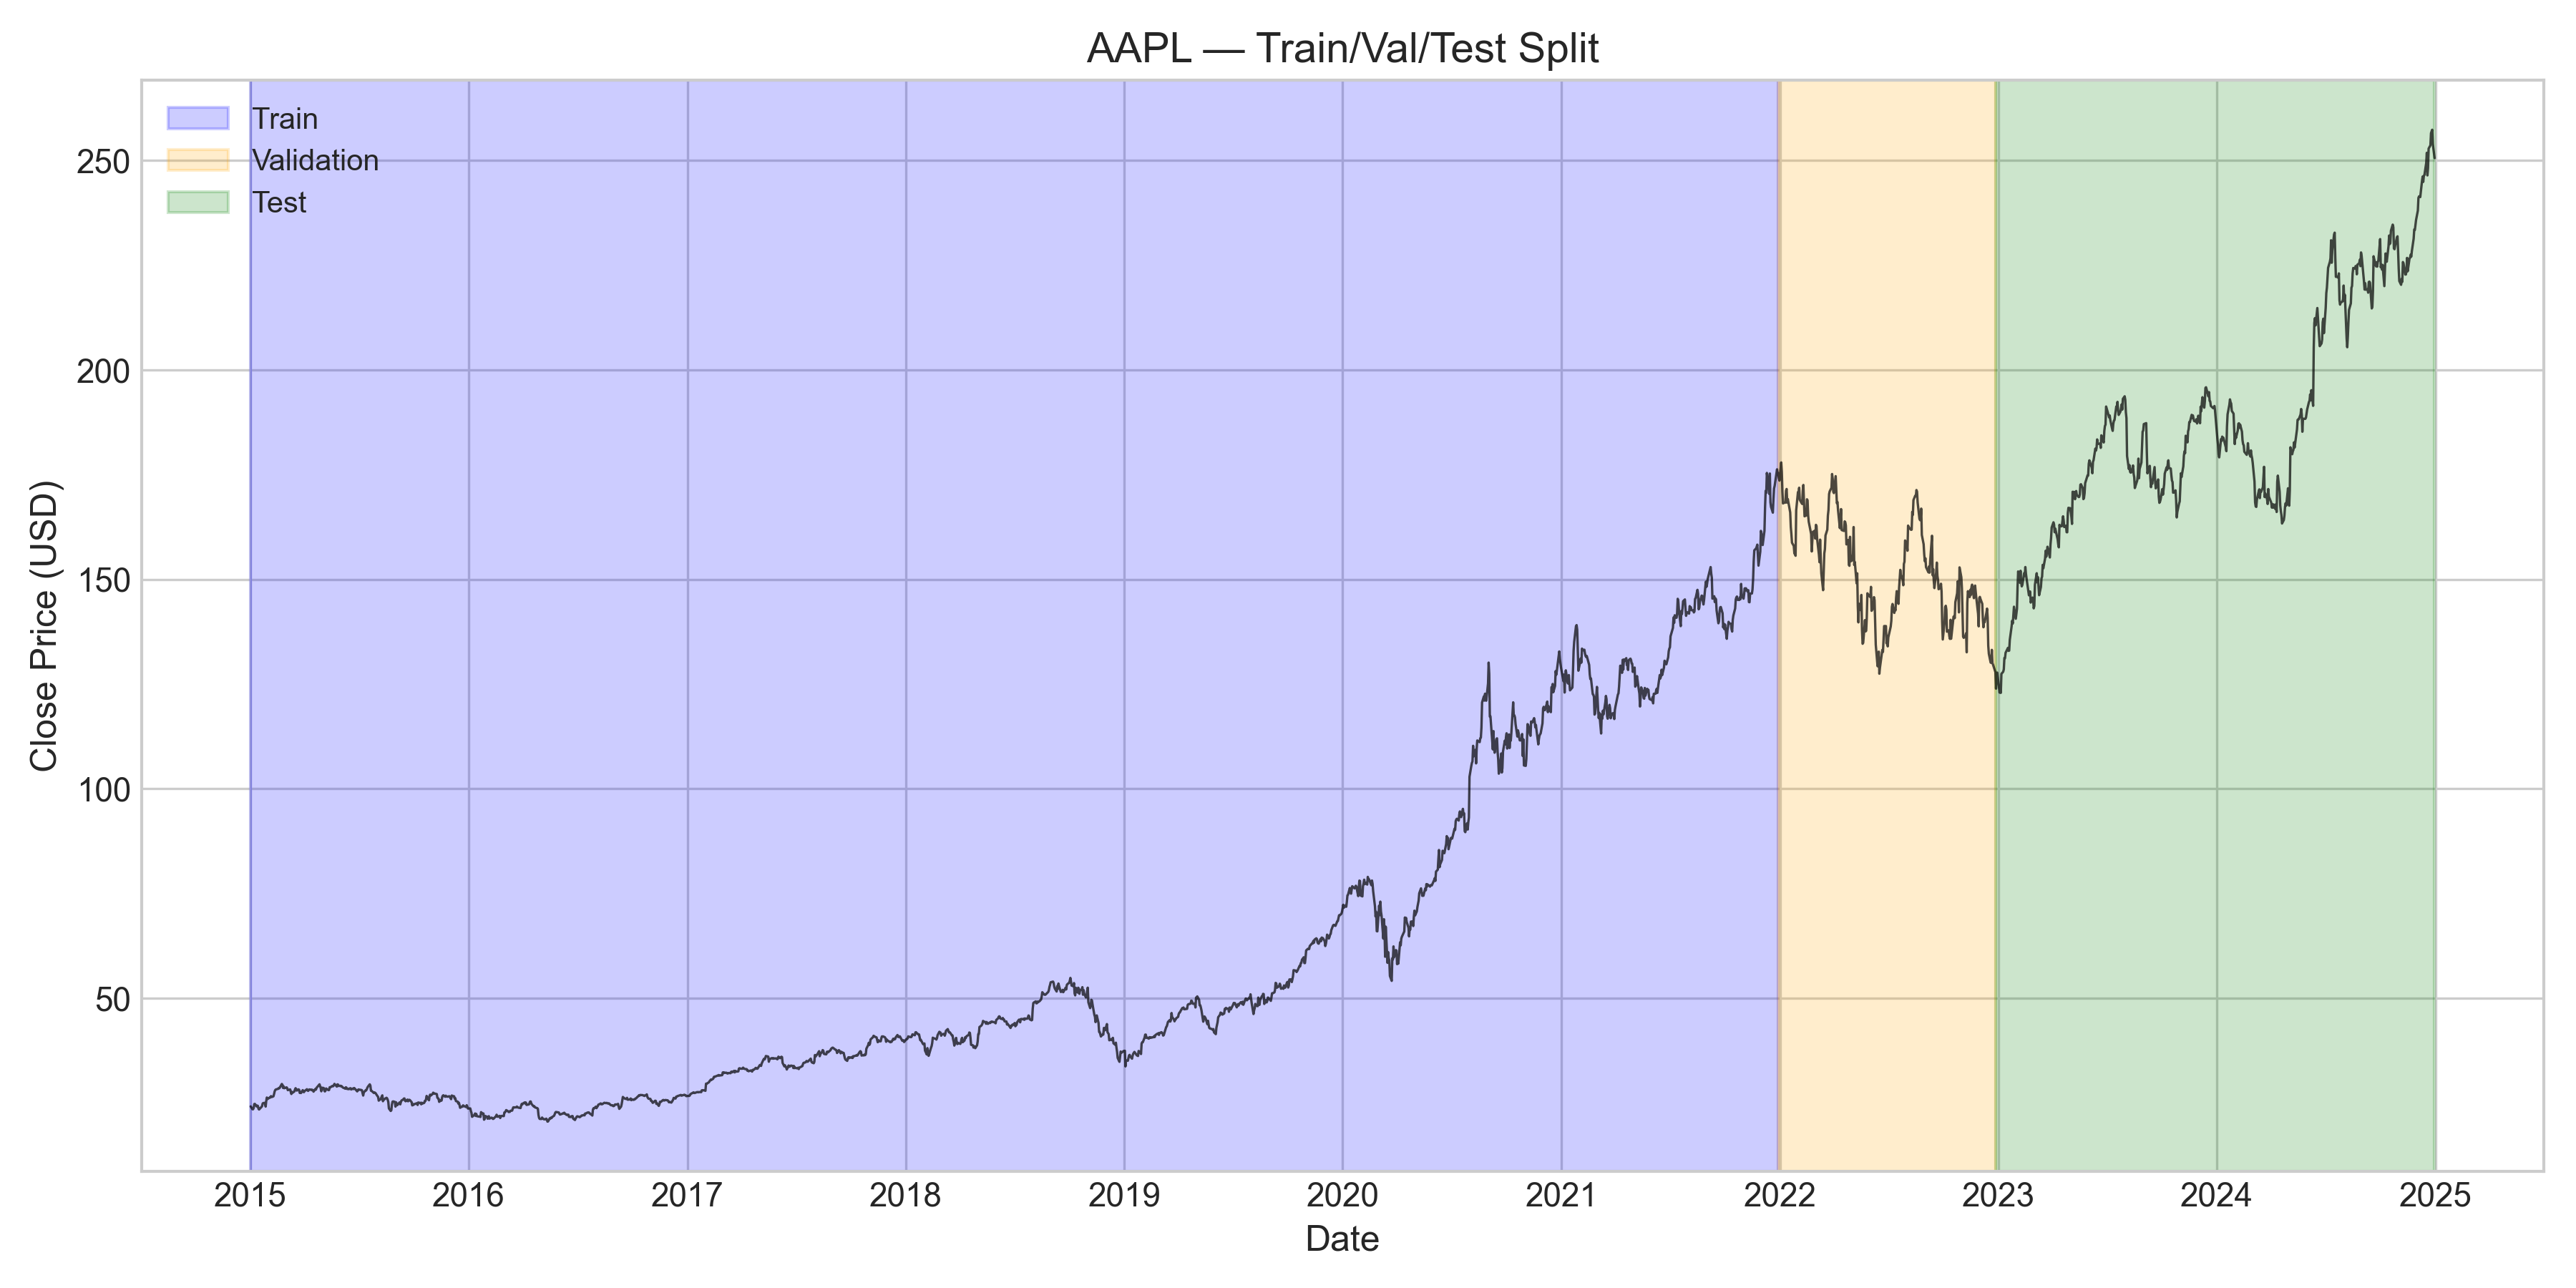 AAPL — Train/Val/Test Split
Train
Validation
Test
Close Price (USD)
250
200
150
100
50
2015 2016 2017 2018 2019 2020 2021 2022 2023 2024 2025
Date